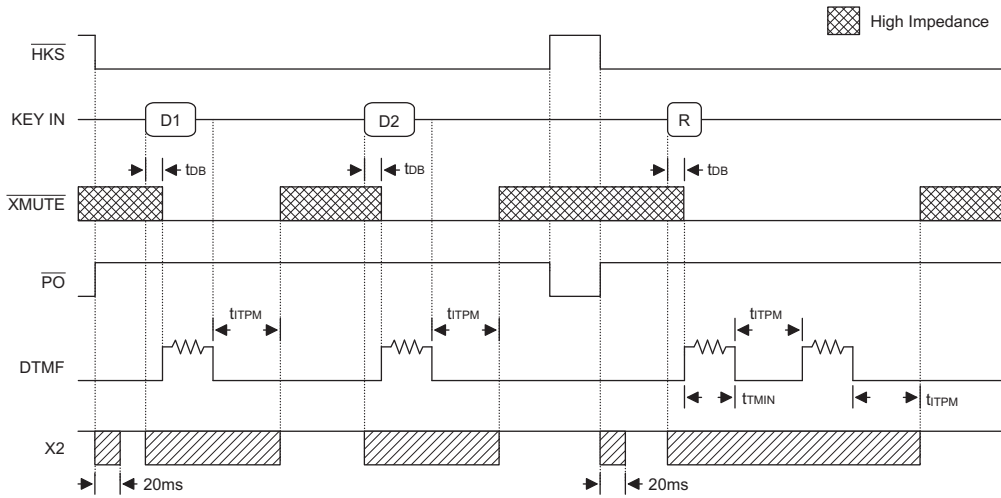 High Impedance
HKS
KEY IN
D1
D2
R
tDB
tDB
tDB
XMUTE
PO
tITPM
tITPM
tITPM
DTMF
tTMIN
tITPM
X2
20ms
20ms